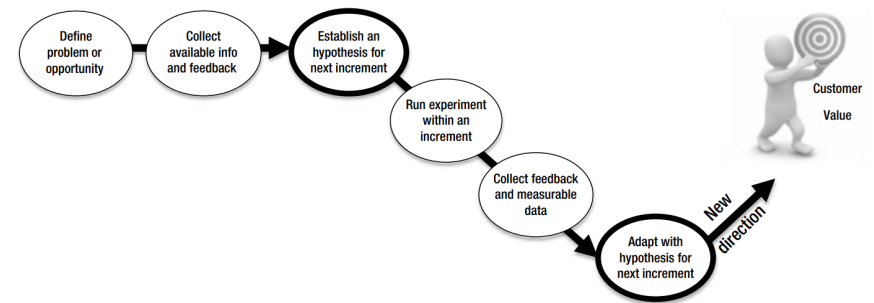 Define
problem or
opportunity
Collect
available info
and feedback
Establish an
hypothesis for
next increment
Run experiment
within an
increment
Collect feedback
and measurable
data
Adapt with
hypothesis for
next increment
New
direction
Customer
Value